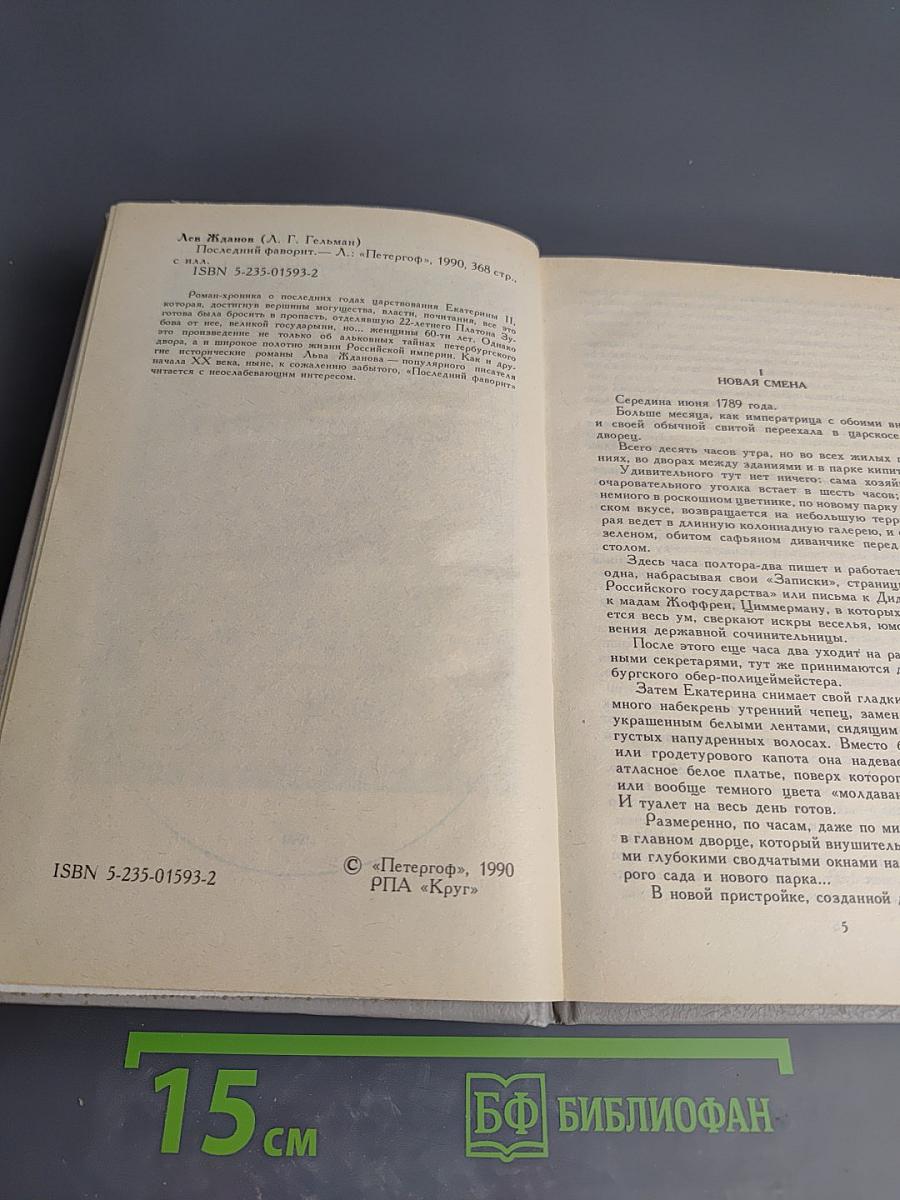 Лев Жданов (Л. Г. Гельман)
Последний фаворит.— Л.: «Петергоф», 1990, 368 стр.,
с илл.
ISBN 5-235-01593-2
Роман-хроника о последних годах царствования Екатерины II,
которая, достигнув вершины могущества, власти, почитания, все это
готова была бросить в пропасть, отделявшую 22-летнего Платона Зу-
бова от нее, великой государыни, но... женщины 60-ти лет. Однако
это произведение не только об альковных тайнах петербургского
двора, а и широкое полотно жизни Российской империи. Как и дру-
гие исторические романы Льва Жданова — популярного писателя
начала XX века, ныне, к сожалению забытого, «Последний фаворит»
читается с неослабевающим интересом.
ISBN 5-235-01593-2
© «Петергоф», 1990
РПА «Круг»
I
НОВАЯ СМЕНА
Середина июня 1789 года.
Больше месяца, как императрица с обоими вн
и своей обычной свитой переехала в царскосе
дворец.
Всего десять часов утра, но во всех жилых
ниях, во дворах между зданиями и в парке кипит
Удивительного тут нет ничего: сама хозяй
очаровательного уголка встает в шесть часов;
немного в роскошном цветнике, по новому парку
ском вкусе, возвращается на небольшую терр
рая ведет в длинную колоннадную галерею, и
зеленом, обитом сафьяном диванчике перед
столом.
Здесь часа полтора-два пишет и работает
одна, набрасывая свои «Записки», страниц
Российского государства» или письма к Дид
к мадам Жоффрен, Циммерману, в которых
ется весь ум, сверкают искры веселья, юмо
вения державной сочинительницы.
После этого еще часа два уходит на ра
ными секретарями, тут же принимаются д
бургского обер-полицеймейстера.
Затем Екатерина снимает свой гладки
много набекрень утренний чепец, замен
украшенным белыми лентами, сидящим
густых напудренных волосах. Вместо б
или гродетурового капота она надевае
атласное белое платье, поверх которог
или вообще темного цвета «молдаван
И туалет на весь день готов.
Размеренно, по часам, даже по ми
в главном дворце, который внушитель
ми глубокими сводчатыми окнами на
рого сада и нового парка...
В новой пристройке, созданной д
5
15 см
БФ БИБЛИОФАН